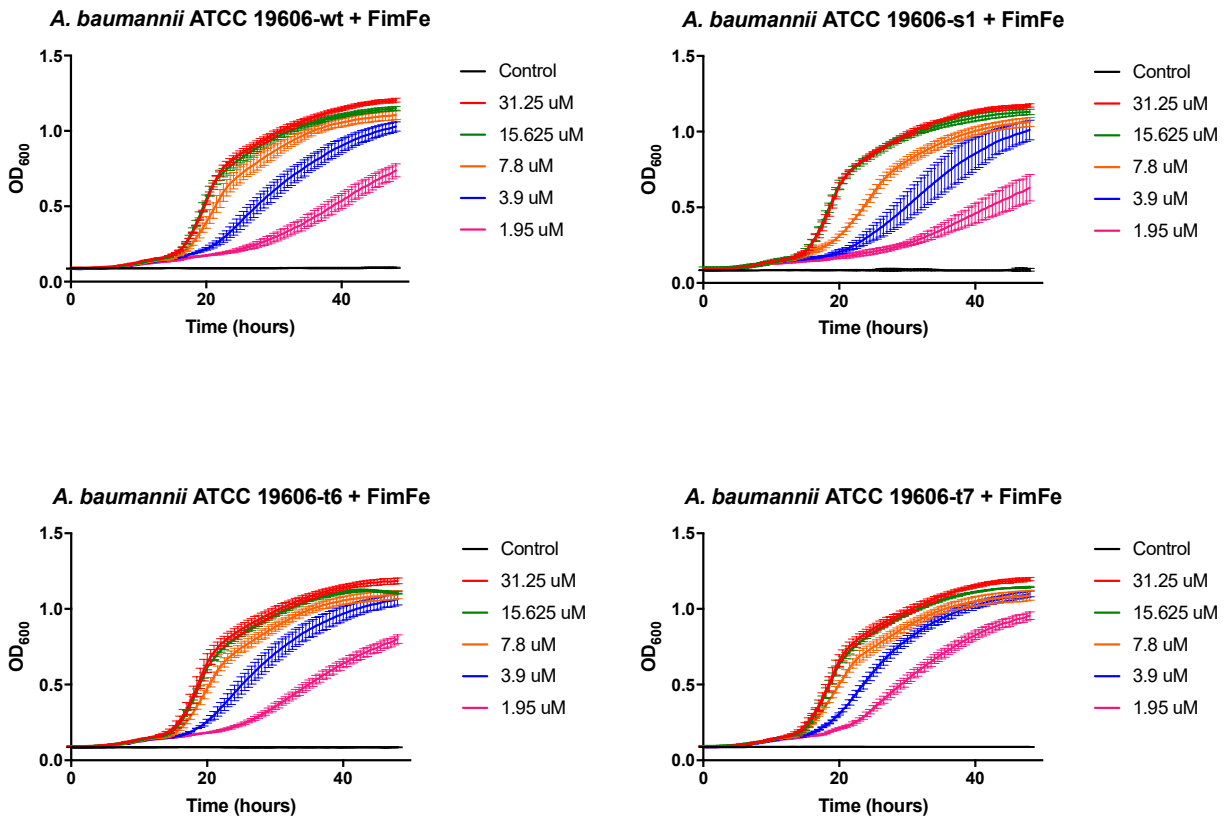 A. baumannii ATCC 19606-wt + FimFe
OD600
1.5
1.0
0.5
0.0
0
20
40
Time (hours)
Control
31.25 uM
15.625 uM
7.8 uM
3.9 uM
1.95 uM
A. baumannii ATCC 19606-s1 + FimFe
OD600
1.5
1.0
0.5
0.0
0
20
40
Time (hours)
Control
31.25 uM
15.625 uM
7.8 uM
3.9 uM
1.95 uM
A. baumannii ATCC 19606-t6 + FimFe
OD600
1.5
1.0
0.5
0.0
0
20
40
Time (hours)
Control
31.25 uM
15.625 uM
7.8 uM
3.9 uM
1.95 uM
A. baumannii ATCC 19606-t7 + FimFe
OD600
1.5
1.0
0.5
0.0
0
20
40
Time (hours)
Control
31.25 uM
15.625 uM
7.8 uM
3.9 uM
1.95 uM